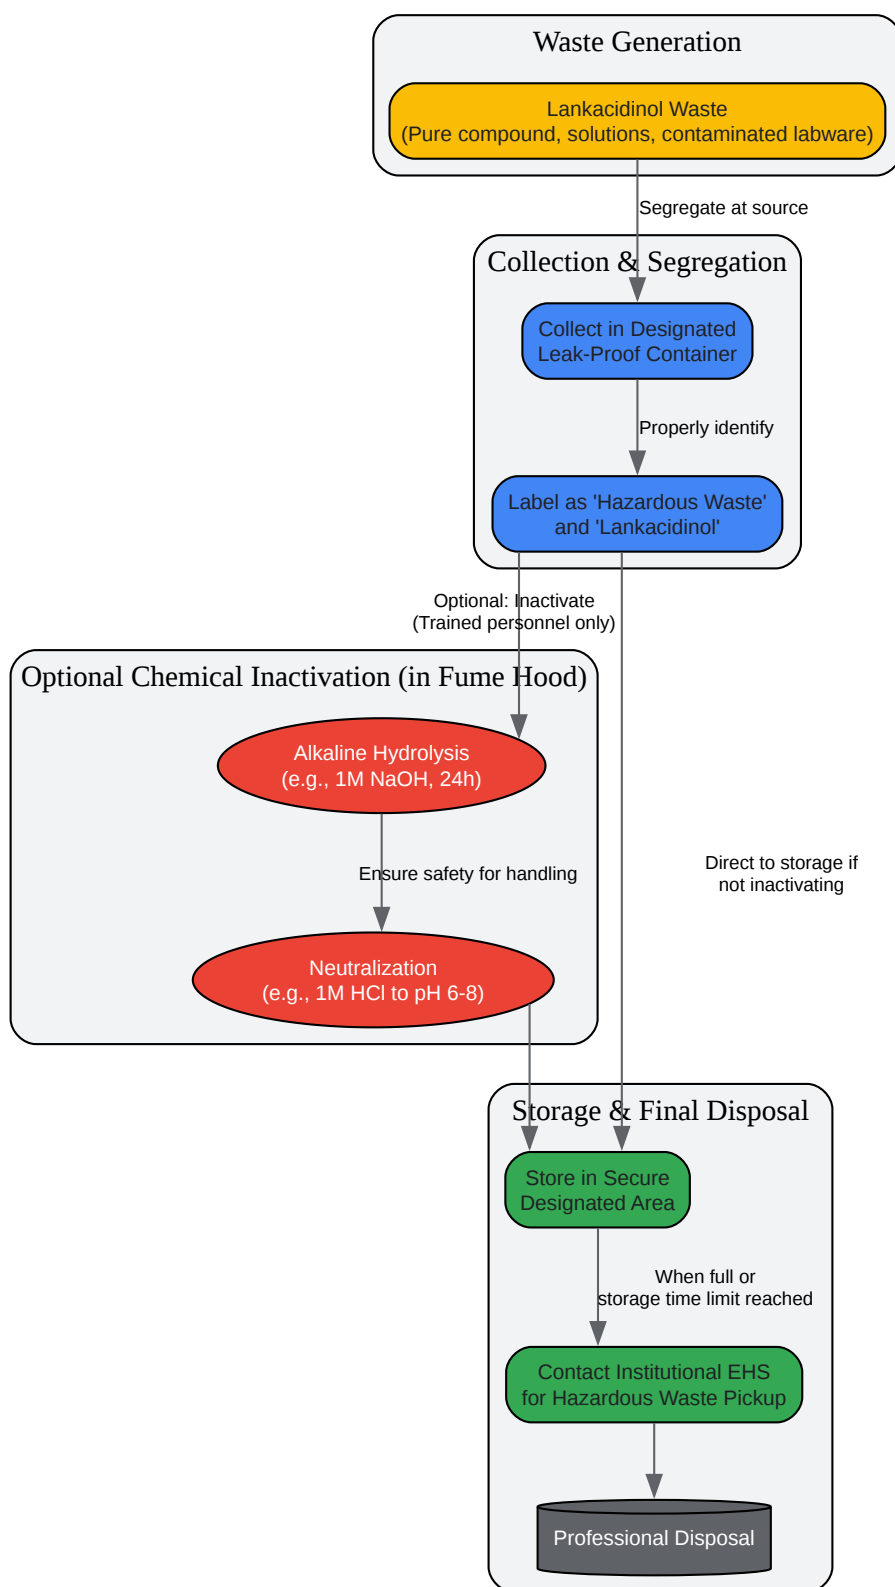 Waste Generation
Lankacidinol Waste
(Pure compound, solutions, contaminated labware)
Segregate at source
Collection & Segregation
Collect in Designated
Leak-Proof Container
Properly identify
Label as 'Hazardous Waste'
and 'Lankacidinol'
Optional: Inactivate
(Trained personnel only)
Optional Chemical Inactivation (in Fume Hood)
Alkaline Hydrolysis
(e.g., 1M NaOH, 24h)
Ensure safety for handling
Direct to storage if
not inactivating
Neutralization
(e.g., 1M HCl to pH 6-8)
Storage & Final Disposal
Store in Secure
Designated Area
When full or
storage time limit reached
Contact Institutional EHS
for Hazardous Waste Pickup
Professional Disposal